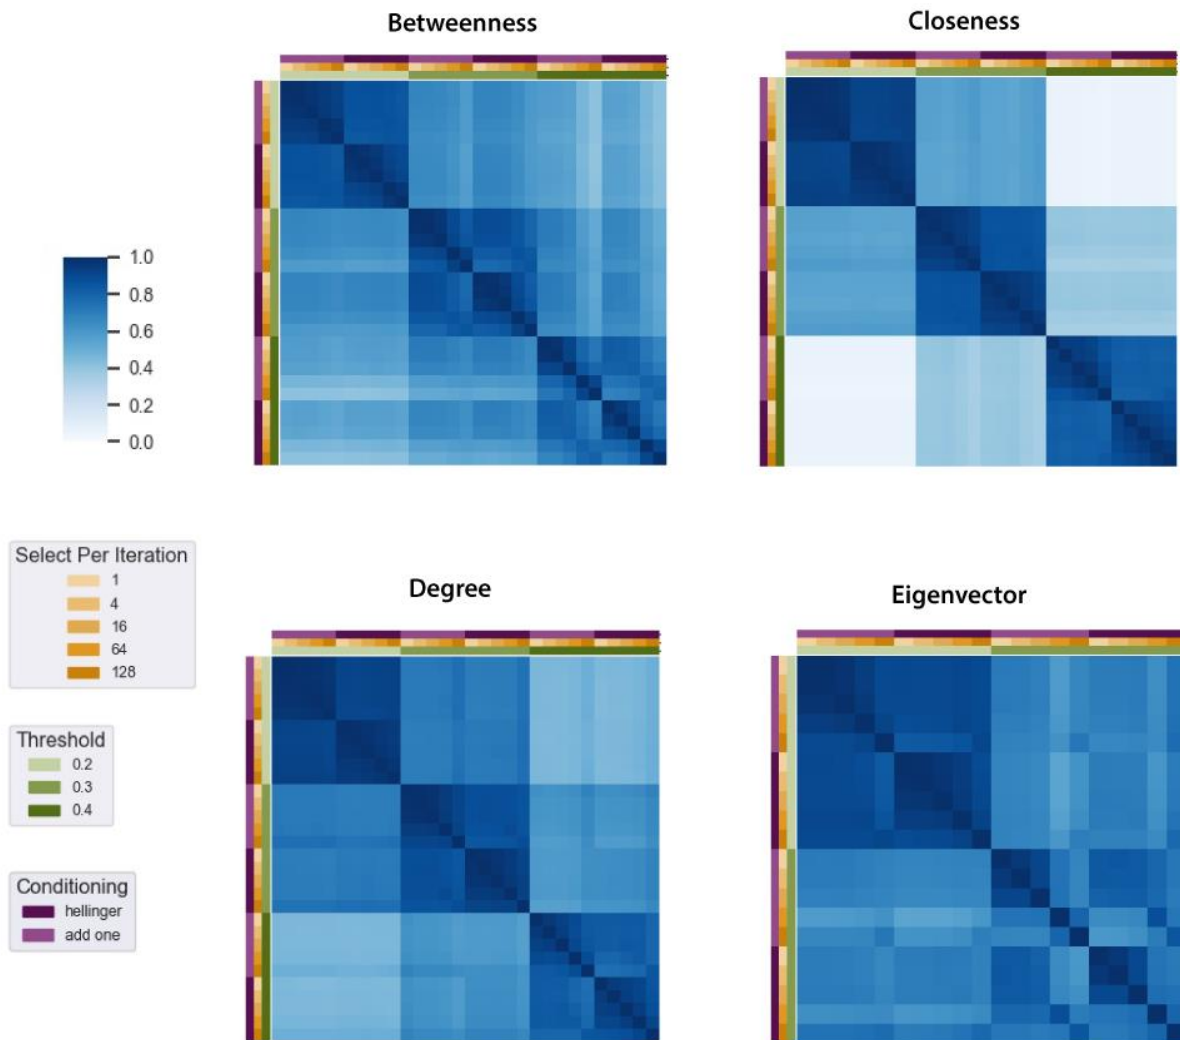 Betweenness
Closeness
1.0
0.8
0.6
0.4
0.2
0.0
Select Per Iteration
1
4
16
64
128
Threshold
0.2
0.3
0.4
Conditioning
hellinger
add one
Degree
Eigenvector